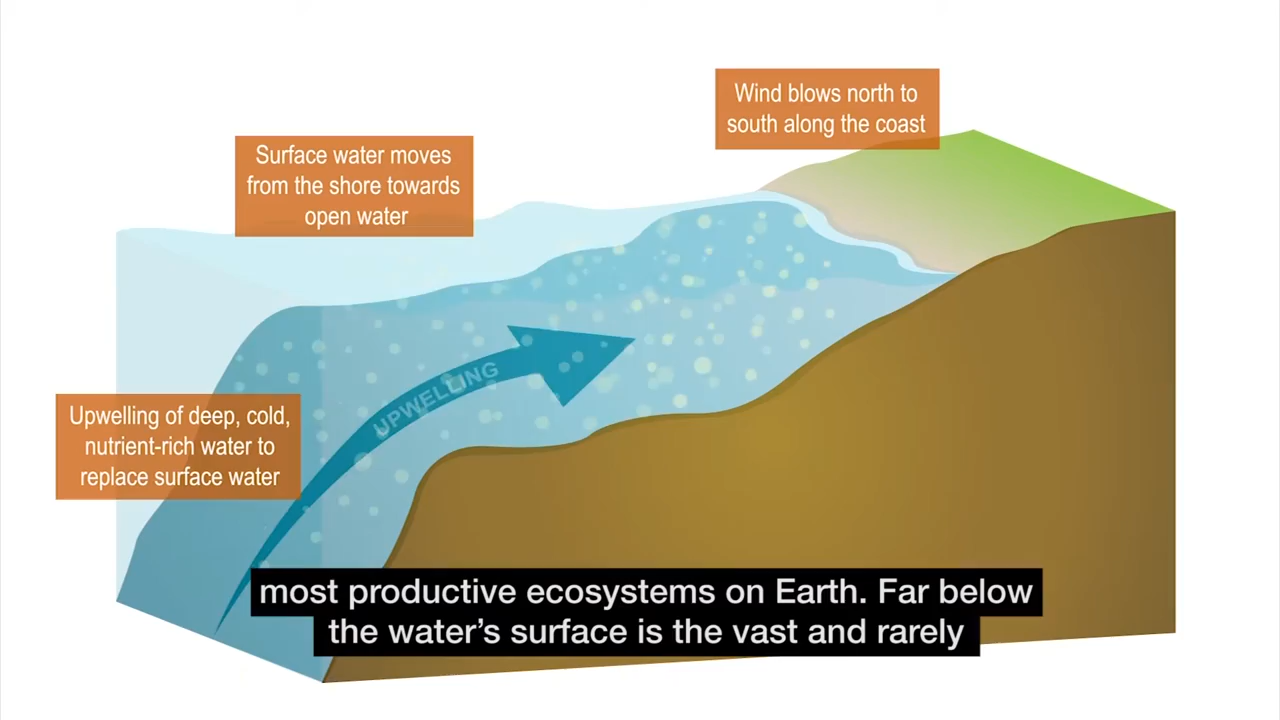 Wind blows north to
south along the coast
Surface water moves
from the shore towards
open water
UPWELLING
Upwelling of deep, cold,
nutrient-rich water to
replace surface water
most productive ecosystems on Earth. Far below
the water’s surface is the vast and rarely